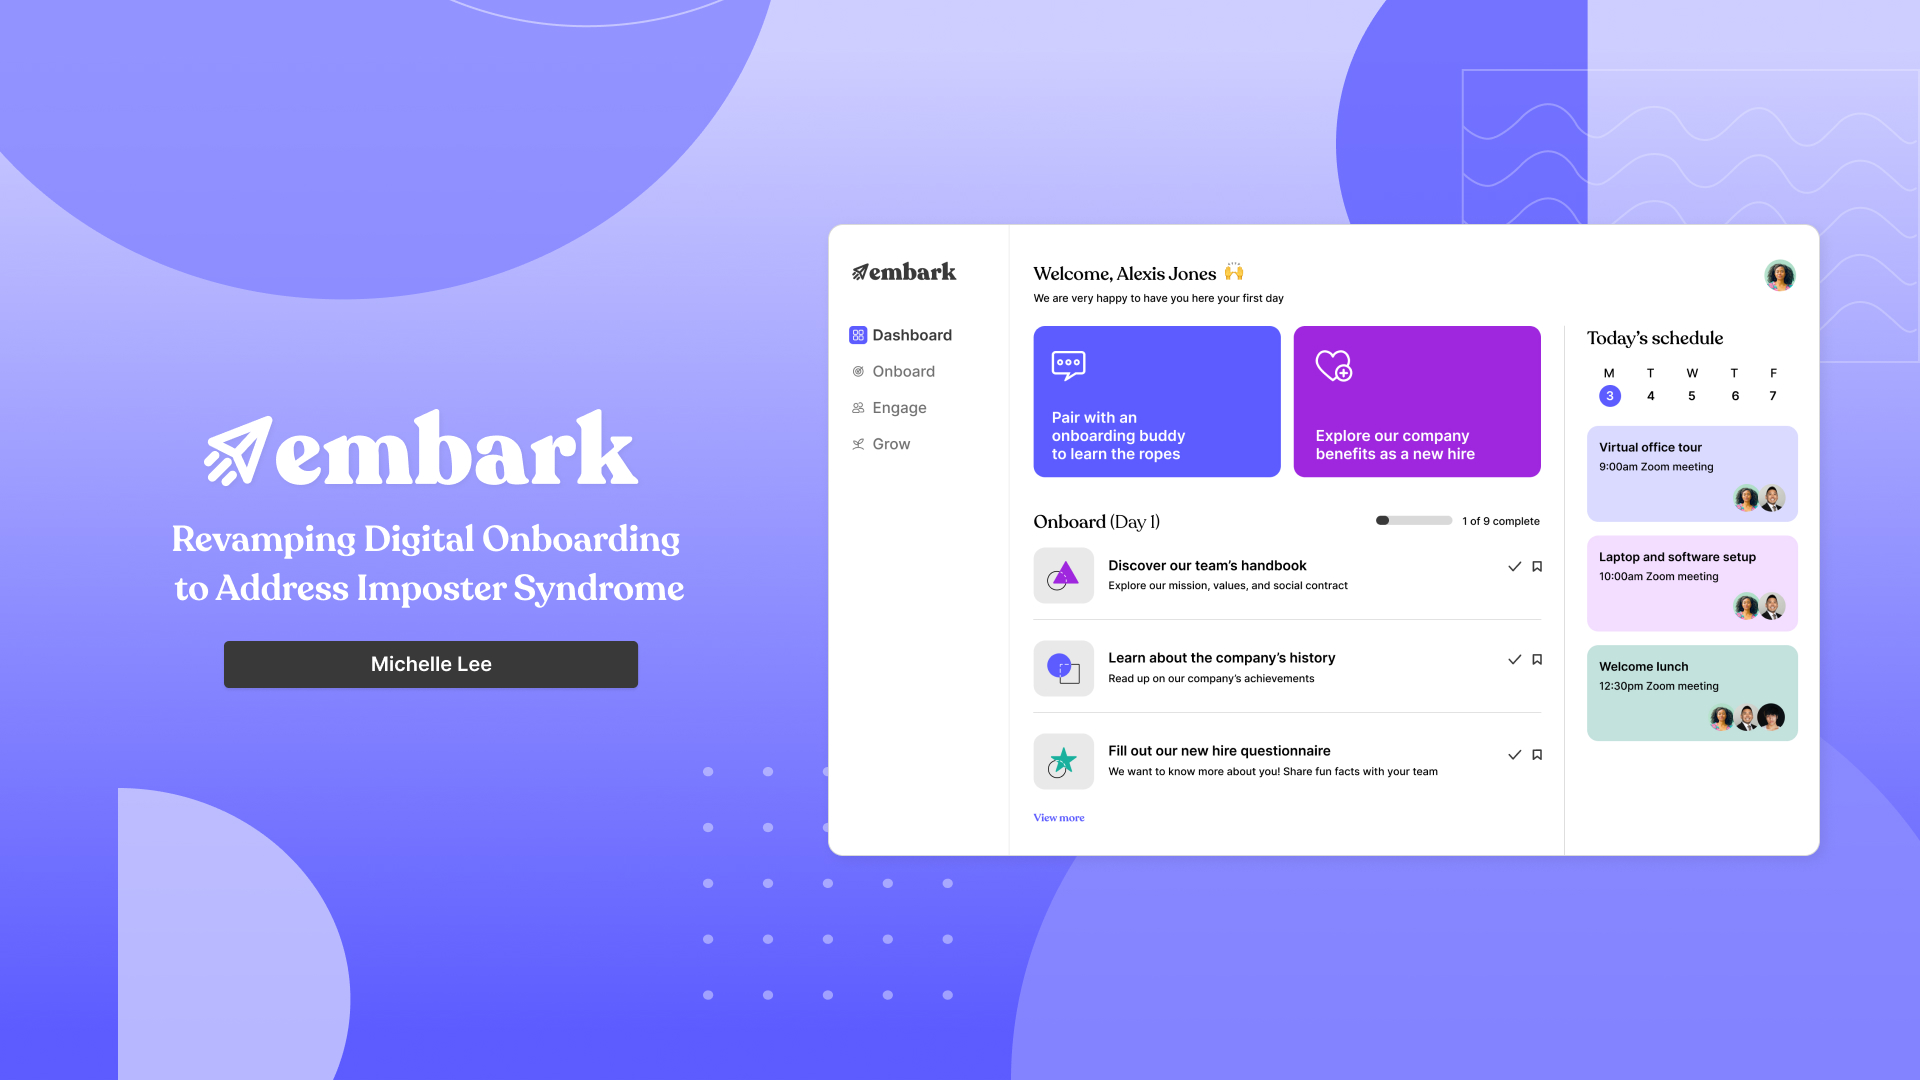 embark
Revamping Digital Onboarding
to Address Imposter Syndrome
Michelle Lee
embark
Dashboard
Onboard
Engage
Grow
Welcome, Alexis Jones 🙌
We are very happy to have you here your first day
Pair with an
onboarding buddy
to learn the ropes
Explore our company
benefits as a new hire
Onboard (Day 1)
1 of 9 complete
Discover our team’s handbook
Explore our mission, values, and social contract
Learn about the company’s history
Read up on our company’s achievements
Fill out our new hire questionnaire
We want to know more about you! Share fun facts with your team
View more
Today’s schedule
M T W T F
3 4 5 6 7
Virtual office tour
9:00am Zoom meeting
Laptop and software setup
10:00am Zoom meeting
Welcome lunch
12:30pm Zoom meeting